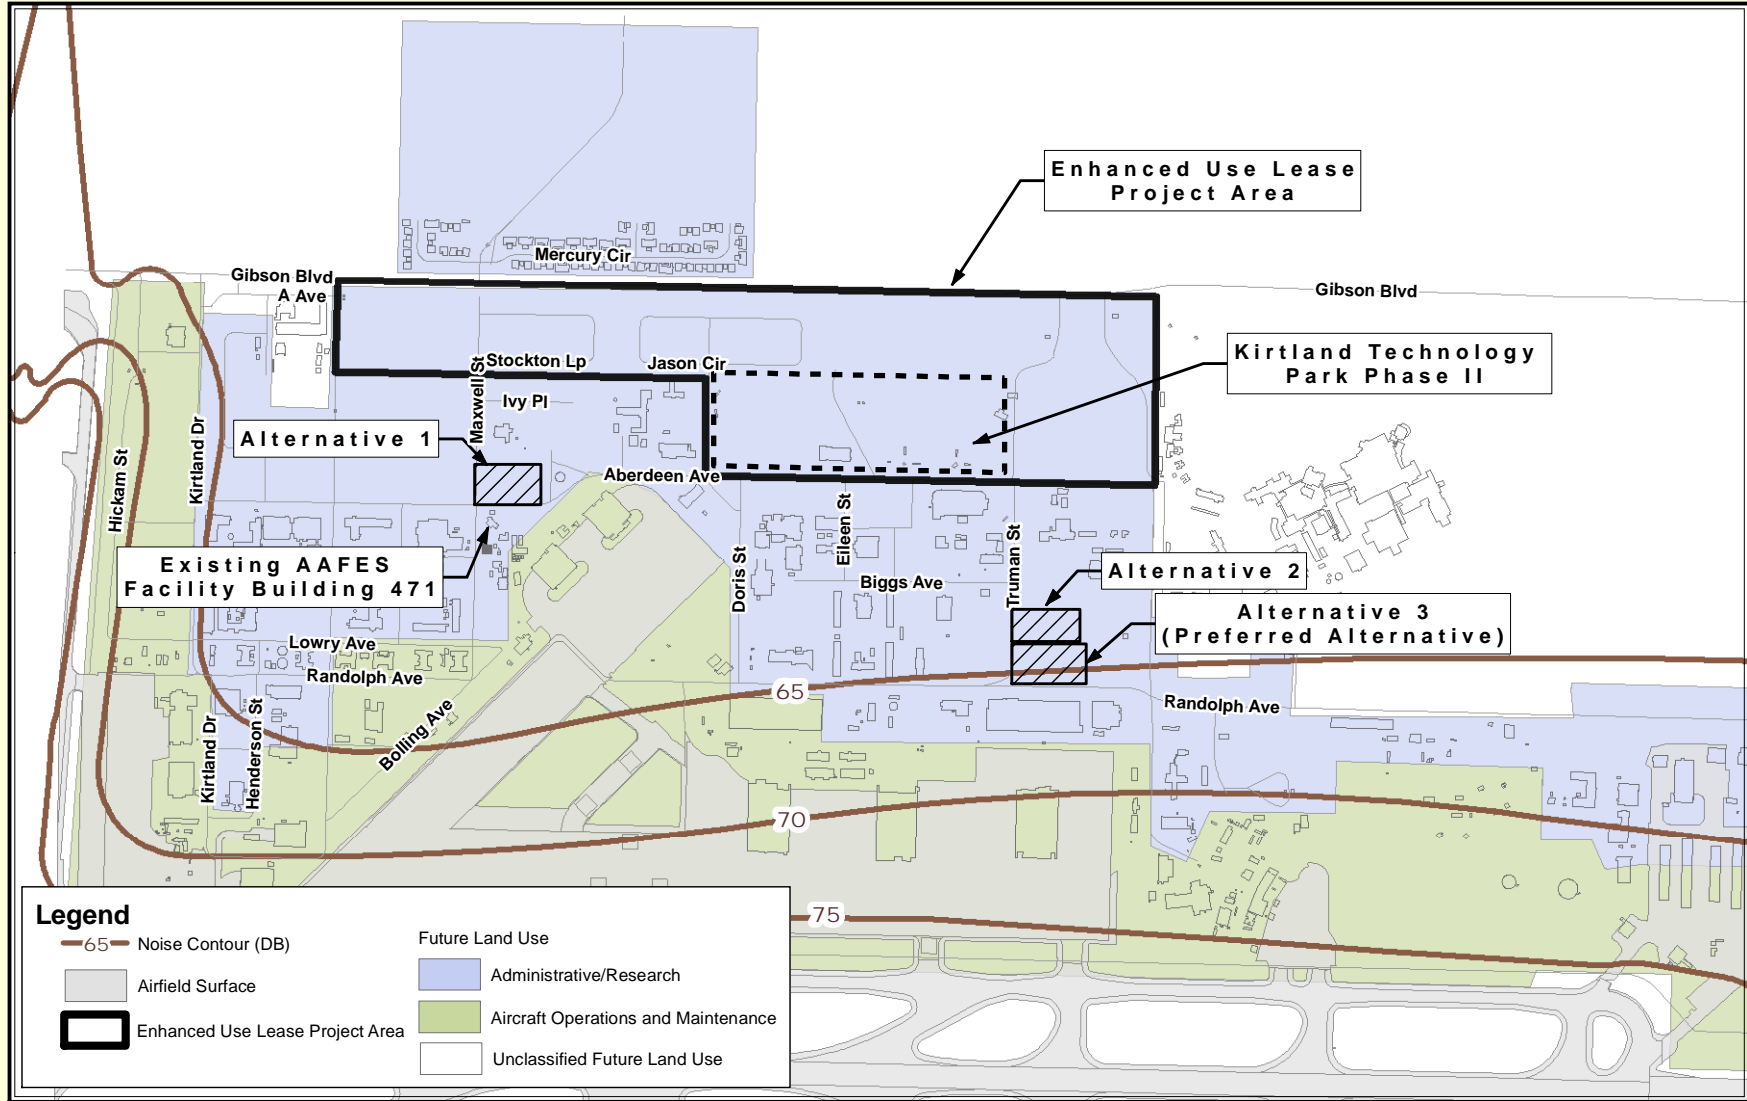 Enhanced Use Lease
Project Area
Mercury Cir
Gibson Blvd
A Ave
Gibson Blvd
Kirtland Technology
Park Phase II
Stockton Lp
Jason Cir
Maxwell St
Ivy Pl
Alternative 1
Kirtland Dr
Hickam St
Aberdeen Ave
Existing AAFES
Facility Building 471
Eileen St
Doris St
Truman St
Biggs Ave
Alternative 2
Alternative 3
(Preferred Alternative)
Lowry Ave
Randolph Ave
65
Randolph Ave
Kirtland Dr
Henderson St
Bolling Ave
70
75
Legend
65 Noise Contour (DB)
Airfield Surface
Enhanced Use Lease Project Area
Future Land Use
Administrative/Research
Aircraft Operations and Maintenance
Unclassified Future Land Use